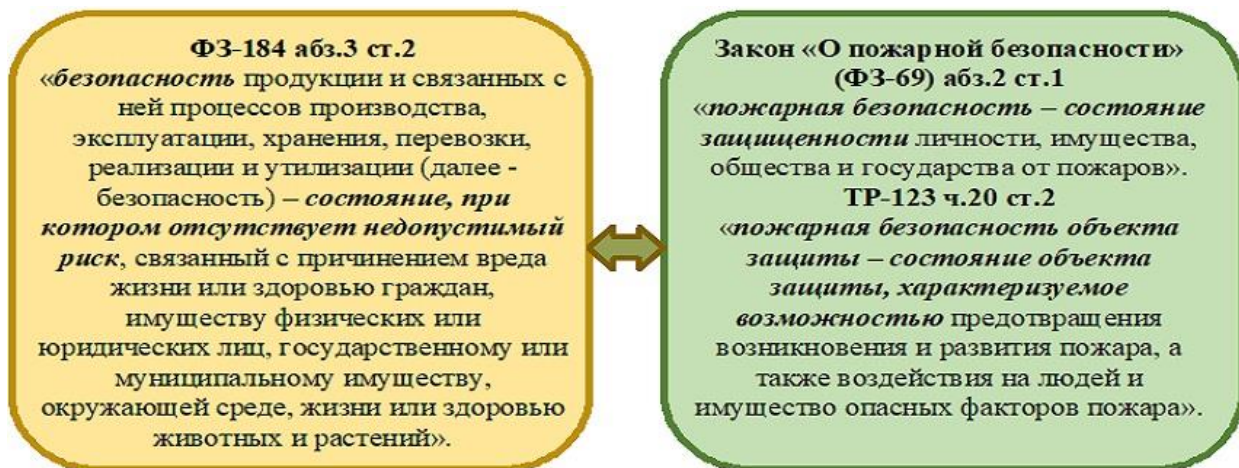 ФЗ-184 абз.3 ст.2
«безопасность продукции и связанных с
ней процессов производства,
эксплуатации, хранения, перевозки,
реализации и утилизации (далее -
безопасность) – состояние, при
котором отсутствует недопустимый
риск, связанный с причинением вреда
жизни или здоровью граждан,
имуществу физических или
юридических лиц, государственному или
муниципальному имуществу,
окружающей среде, жизни или здоровью
животных и растений».
Закон «О пожарной безопасности»
(ФЗ-69) абз.2 ст.1
«пожарная безопасность – состояние
защищенности личности, имущества,
общества и государства от пожаров».
ТР-123 ч.20 ст.2
«пожарная безопасность объекта
защиты – состояние объекта
защиты, характеризуемое
возможностью предотвращения
возникновения и развития пожара, а
также воздействия на людей и
имущество опасных факторов пожара».